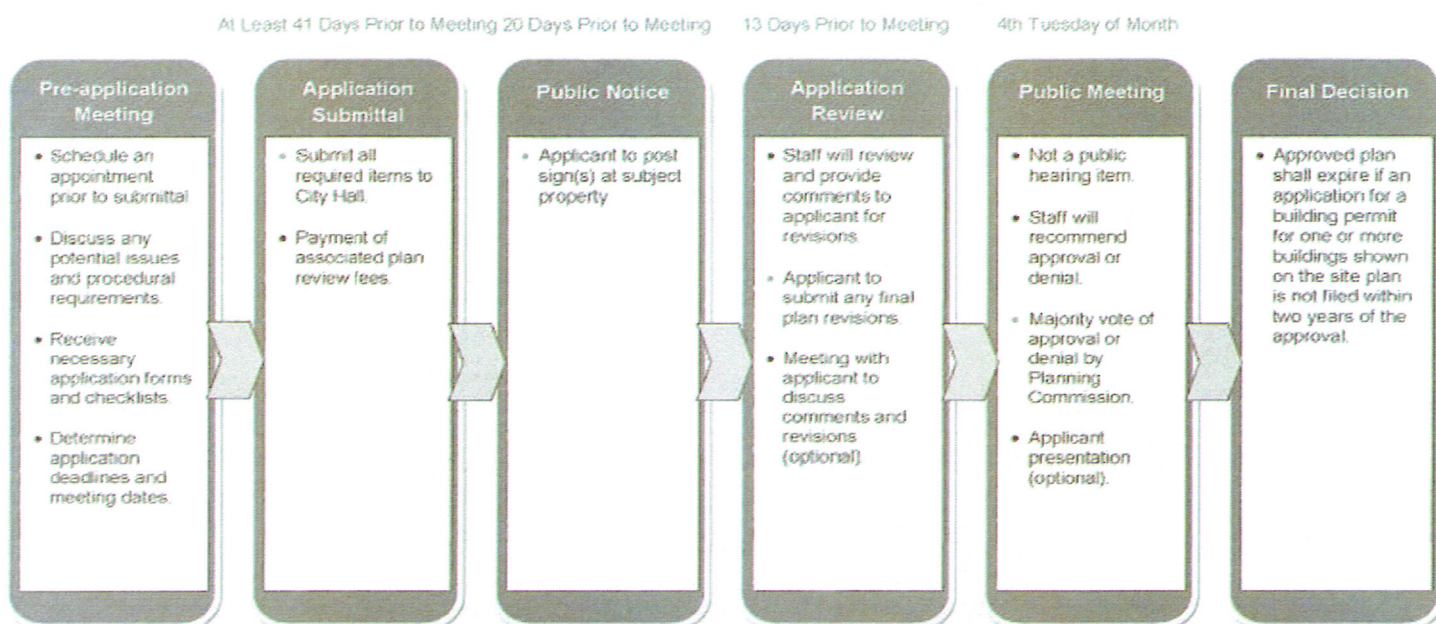 At Least 41 Days Prior to Meeting
20 Days Prior to Meeting
13 Days Prior to Meeting
4th Tuesday of Month
Pre-application
Meeting
• Schedule an
appointment
prior to submittal
• Discuss any
potential issues
and procedural
requirements.
• Receive
necessary
application forms
and checklists.
• Determine
application
deadlines and
meeting dates.
Application
Submittal
• Submit all
required items to
City Hall.
• Payment of
associated plan
review fees.
Public Notice
• Applicant to post
sign(s) at subject
property
Application
Review
• Staff will review
and provide
comments to
applicant for
revisions.
• Applicant to
submit any final
plan revisions.
• Meeting with
applicant to
discuss
comments and
revisions
(optional).
Public Meeting
• Not a public
hearing item.
• Staff will
recommend
approval or
denial.
• Majority vote of
approval or
denial by
Planning
Commission.
• Applicant
presentation
(optional).
Final Decision
• Approved plan
shall expire if an
application for a
building permit
for one or more
buildings shown
on the site plan
is not filed within
two years of the
approval.